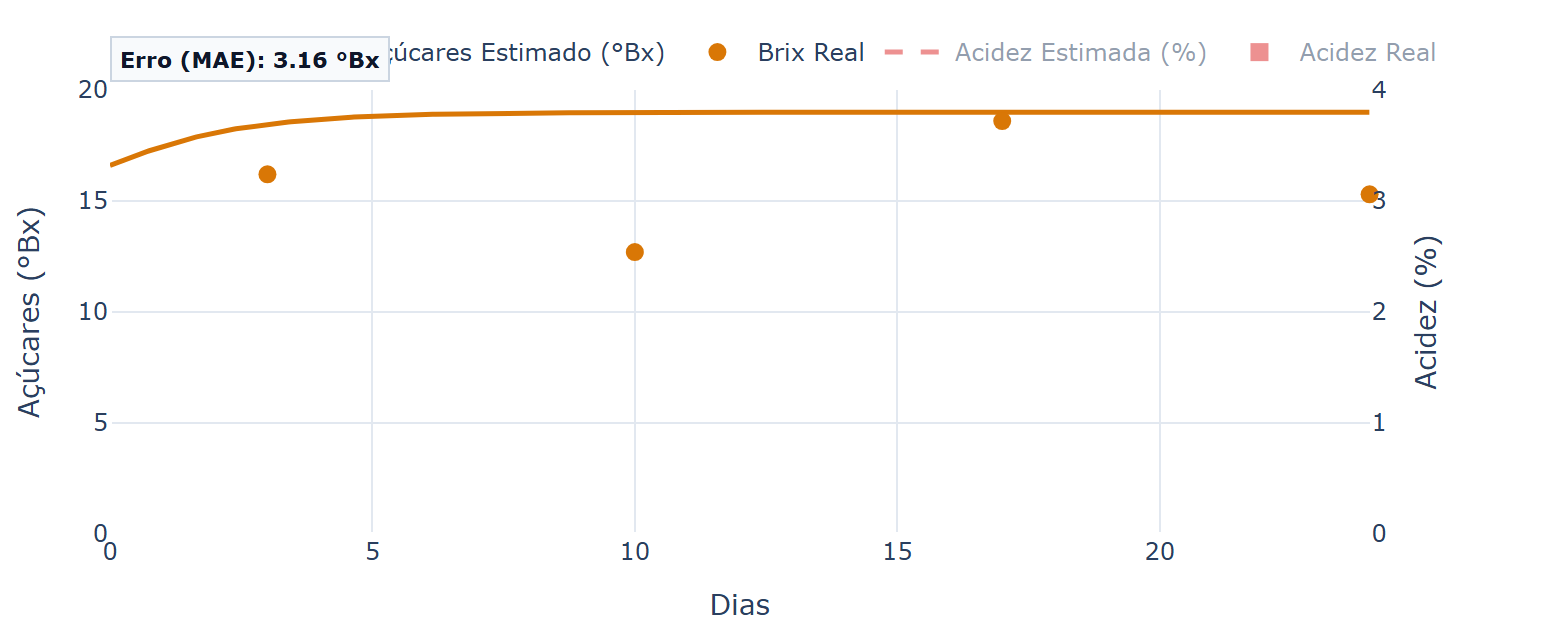 Erro (MAE): 3.16 °Bx
çúcares Estimado (°Bx) Brix Real Acidez Estimada (%) Acidez Real
20 4
15 3
10 2
5 1
0 0
0 5 10 15 20
Açúcares (°Bx)
Acidez (%)
Dias